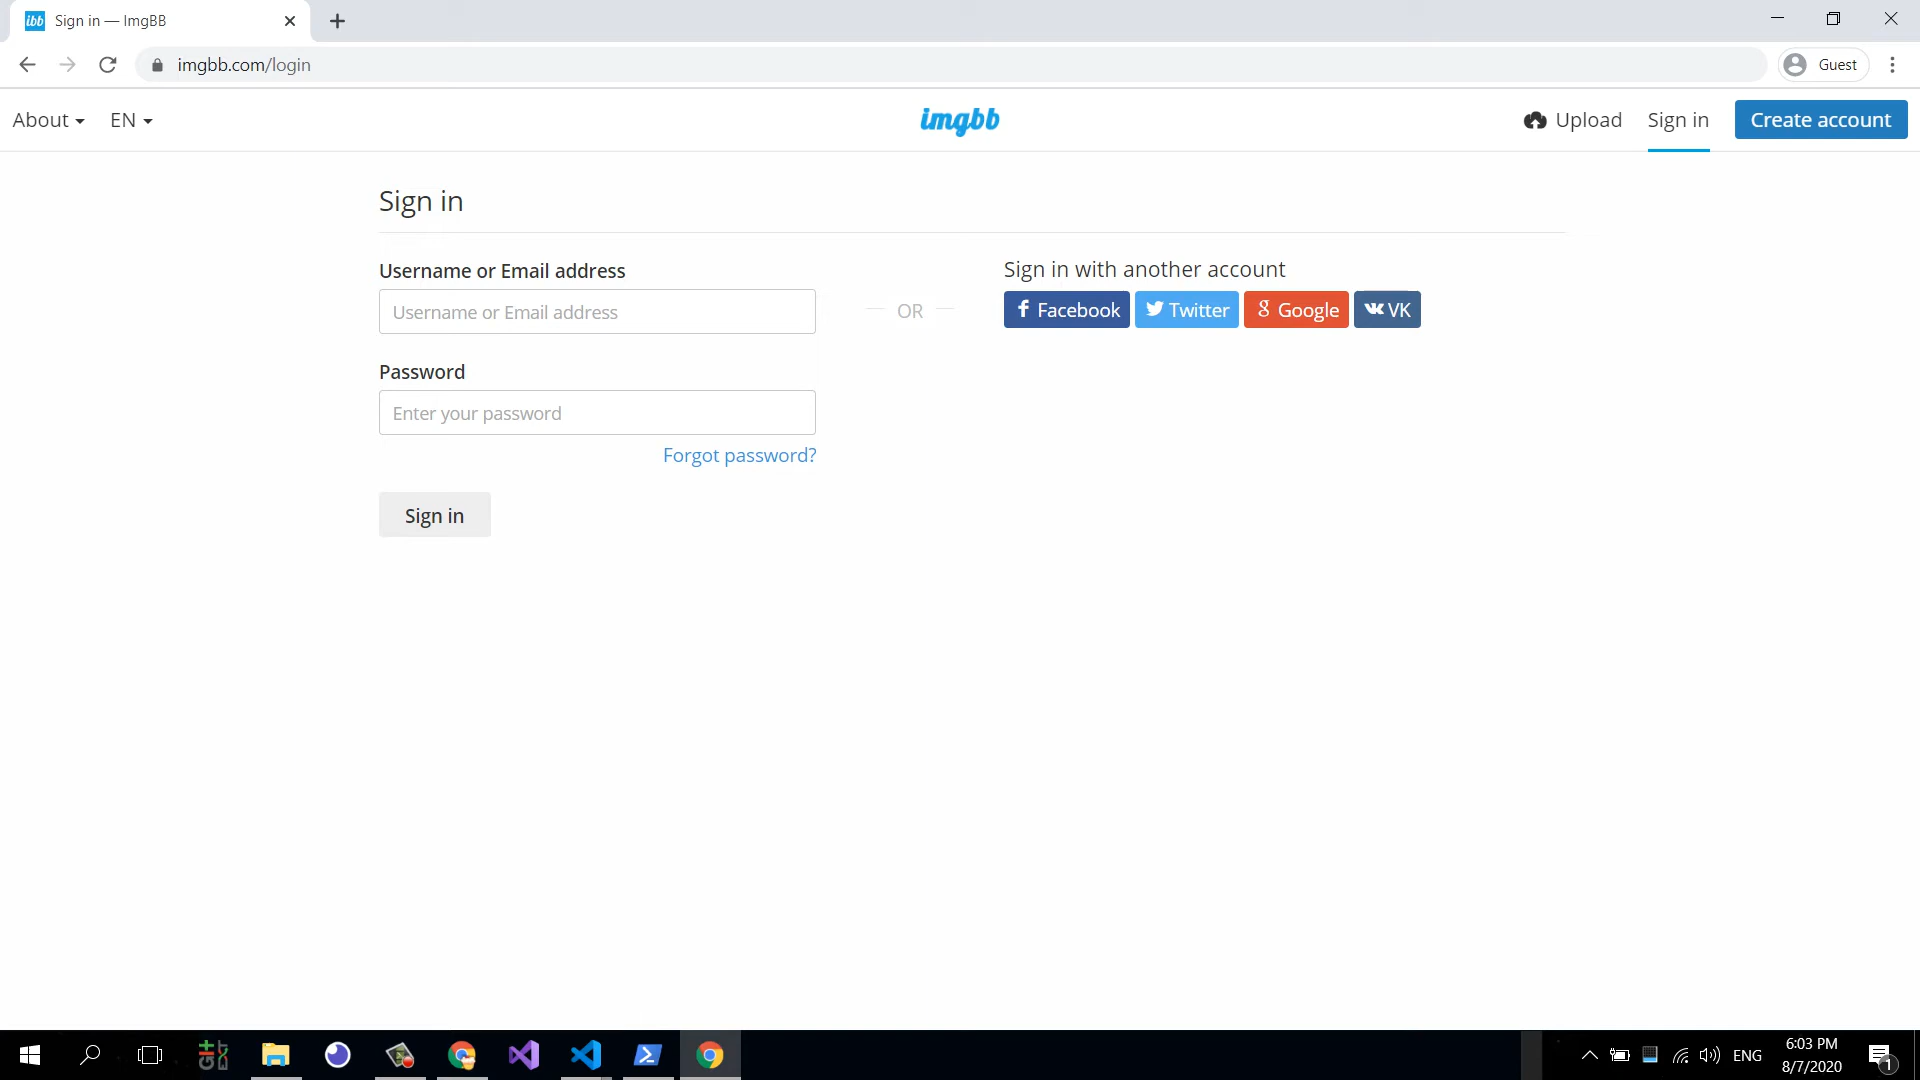 Sign in — ImgBB
imgbb.com/login
Guest
About
EN
imgbb
Upload
Sign in
Create account
Sign in
Username or Email address
Username or Email address
Password
Enter your password
Forgot password?
Sign in
OR
Sign in with another account
Facebook
Twitter
Google
VK
ENG
6:03 PM
8/7/2020
1